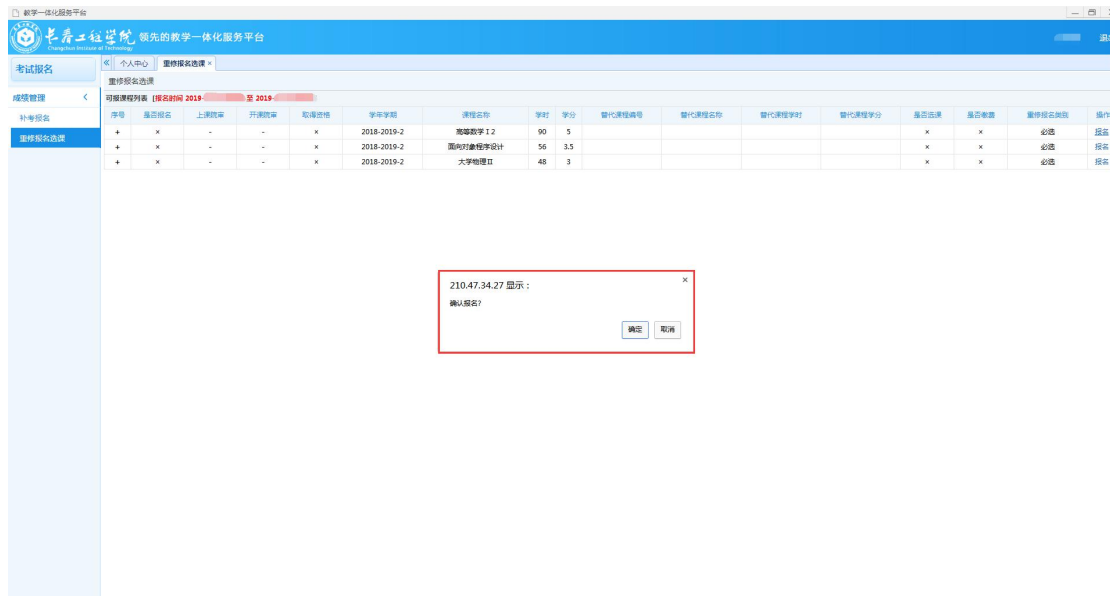 教学一体化服务平台
长春工程学院 领先的教学一体化服务平台
Changchun Institute of Technology
考试报名
« 个人中心 重修报名选课 ×
重修报名选课
成绩管理 <
可报课程列表 [报名时间 2019- 至 2019-
补考报名
重修报名选课
序号 是否报名 上课院审 开课院审 取得资格 学年学期 课程名称 学时 学分 替代课程编号 替代课程名称 替代课程学时 替代课程学分 是否选课 是否缴费 重修报名类别 操作
+ × - - × 2018-2019-2 高等数学 I 2 90 5 × × 必选 报名
+ × - - × 2018-2019-2 面向对象程序设计 56 3.5 × × 必选 报名
+ × - - × 2018-2019-2 大学物理II 48 3 × × 必选 报名
210.47.34.27 显示： ×
确认报名?
确定 取消